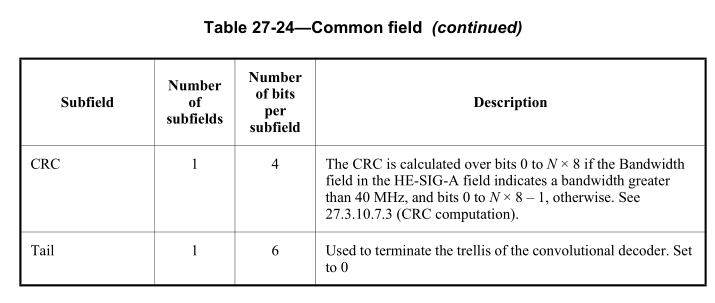 Table 27-24—Common field (continued)
Subfield
Number
of
subfields
Number
of bits
per
subfield
Description
CRC
1
4
The CRC is calculated over bits 0 to N × 8 if the Bandwidth
field in the HE-SIG-A field indicates a bandwidth greater
than 40 MHz, and bits 0 to N × 8 – 1, otherwise. See
27.3.10.7.3 (CRC computation).
Tail
1
6
Used to terminate the trellis of the convolutional decoder. Set
to 0